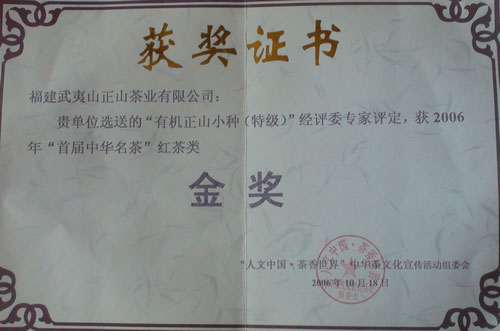 获奖证书
福建武夷山正山茶业有限公司：
贵单位选送的“有机正山小种（特级）”经评委专家评定，获2006
年“首届中华名茶”红茶类
金奖
“人文中国·茶香世界”中华茶文化宣传活动组委会
2006年10月18日